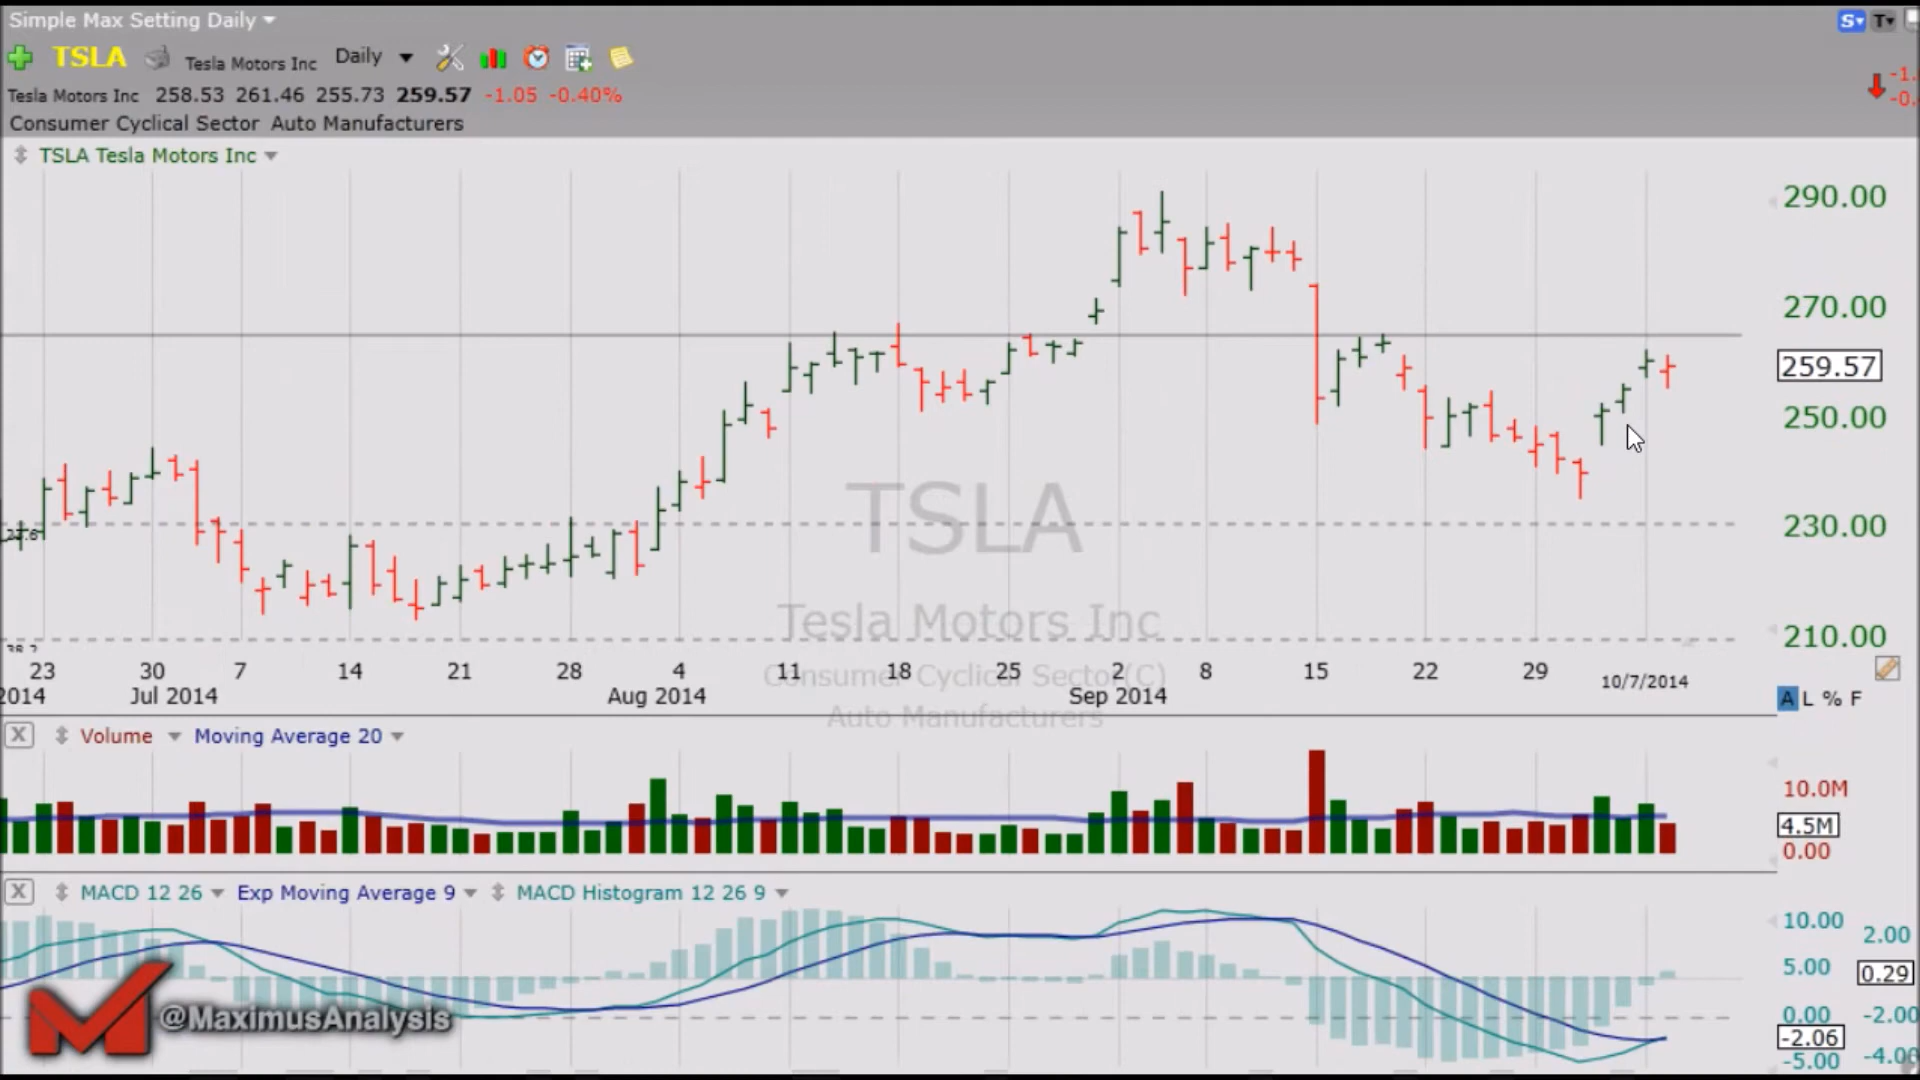 Simple Max Setting Daily
S T
TSLA Tesla Motors Inc Daily
Tesla Motors Inc 258.53 261.46 255.73 259.57 -1.05 -0.40%
Consumer Cyclical Sector Auto Manufacturers
TSLA Tesla Motors Inc
290.00
270.00
259.57
250.00
230.00
210.00
TSLA
Tesla Motors Inc
Consumer Cyclical Sector(C)
Auto Manufacturers
23 30 7 14 21 28 4 11 18 25 2 8 15 22 29 10/7/2014
2014 Jul 2014 Aug 2014 Sep 2014
A L % F
X Volume Moving Average 20
10.0M
4.5M
0.00
X MACD 12 26 Exp Moving Average 9 MACD Histogram 12 26 9
10.00
2.00
5.00
0.29
0.00 -2.00
-2.06
-5.00 -4.00
@MaximusAnalysis